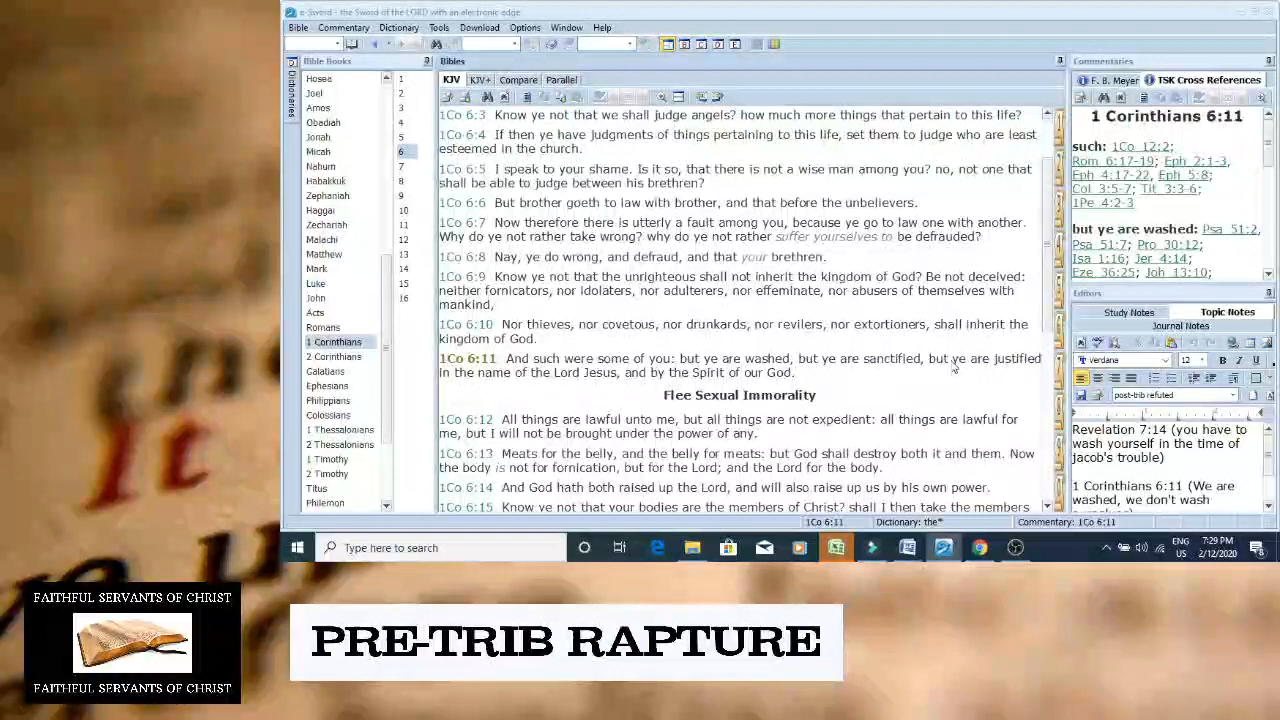 e-Sword - the Sword of the LORD with an electronic edge
Bible Commentary Dictionary Tools Download Options Window Help
Bible Books
Bibles
Commentaries
Dictionaries
KJV KJV+ Compare Parallel
F. B. Meyer TSK Cross References
Hosea 1
Joel 2
Amos 3
Obadiah 4
Jonah 5
Micah 6
Nahum 7
Habakkuk 8
Zephaniah 9
Haggai 10
Zechariah 11
Malachi 12
Matthew 13
Mark 14
Luke 15
John 16
Acts
Romans
1 Corinthians
2 Corinthians
Galatians
Ephesians
Philippians
Colossians
1 Thessalonians
2 Thessalonians
1 Timothy
2 Timothy
Titus
Philemon
1Co 6:3 Know ye not that we shall judge angels? how much more things that pertain to this life?
1Co 6:4 If then ye have judgments of things pertaining to this life, set them to judge who are least
esteemed in the church.
1Co 6:5 I speak to your shame. Is it so, that there is not a wise man among you? no, not one that
shall be able to judge between his brethren?
1Co 6:6 But brother goeth to law with brother, and that before the unbelievers.
1Co 6:7 Now therefore there is utterly a fault among you, because ye go to law one with another.
Why do ye not rather take wrong? why do ye not rather suffer yourselves to be defrauded?
1Co 6:8 Nay, ye do wrong, and defraud, and that your brethren.
1Co 6:9 Know ye not that the unrighteous shall not inherit the kingdom of God? Be not deceived:
neither fornicators, nor idolaters, nor adulterers, nor effeminate, nor abusers of themselves with
mankind,
1Co 6:10 Nor thieves, nor covetous, nor drunkards, nor revilers, nor extortioners, shall inherit the
kingdom of God.
1Co 6:11 And such were some of you: but ye are washed, but ye are sanctified, but ye are justified
in the name of the Lord Jesus, and by the Spirit of our God.
Flee Sexual Immorality
1Co 6:12 All things are lawful unto me, but all things are not expedient: all things are lawful for
me, but I will not be brought under the power of any.
1Co 6:13 Meats for the belly, and the belly for meats: but God shall destroy both it and them. Now
the body is not for fornication, but for the Lord; and the Lord for the body.
1Co 6:14 And God hath both raised up the Lord, and will also raise up us by his own power.
1Co 6:15 Know ye not that your bodies are the members of Christ? shall I then take the members
1 Corinthians 6:11
such: 1Co 12:2;
Rom 6:17-19; Eph 2:1-3,
Eph 4:17-22, Eph 5:8;
Col 3:5-7; Tit 3:3-6;
1Pe 4:2-3
but ye are washed: Psa 51:2,
Psa 51:7; Pro 30:12;
Isa 1:16; Jer 4:14;
Eze 36:25; Joh 13:10;
Editors
Study Notes Topic Notes
Journal Notes
Verdana 12 B I U
post-trib refuted
Revelation 7:14 (you have to
wash yourself in the time of
jacob's trouble)
1 Corinthians 6:11 (We are
washed, we don't wash
1Co 6:11 Dictionary: the* Commentary: 1Co 6:11
Type here to search
ENG
US
7:29 PM
2/12/2020
It
FAITHFUL SERVANTS OF CHRIST
FAITHFUL SERVANTS OF CHRIST
PRE-TRIB RAPTURE